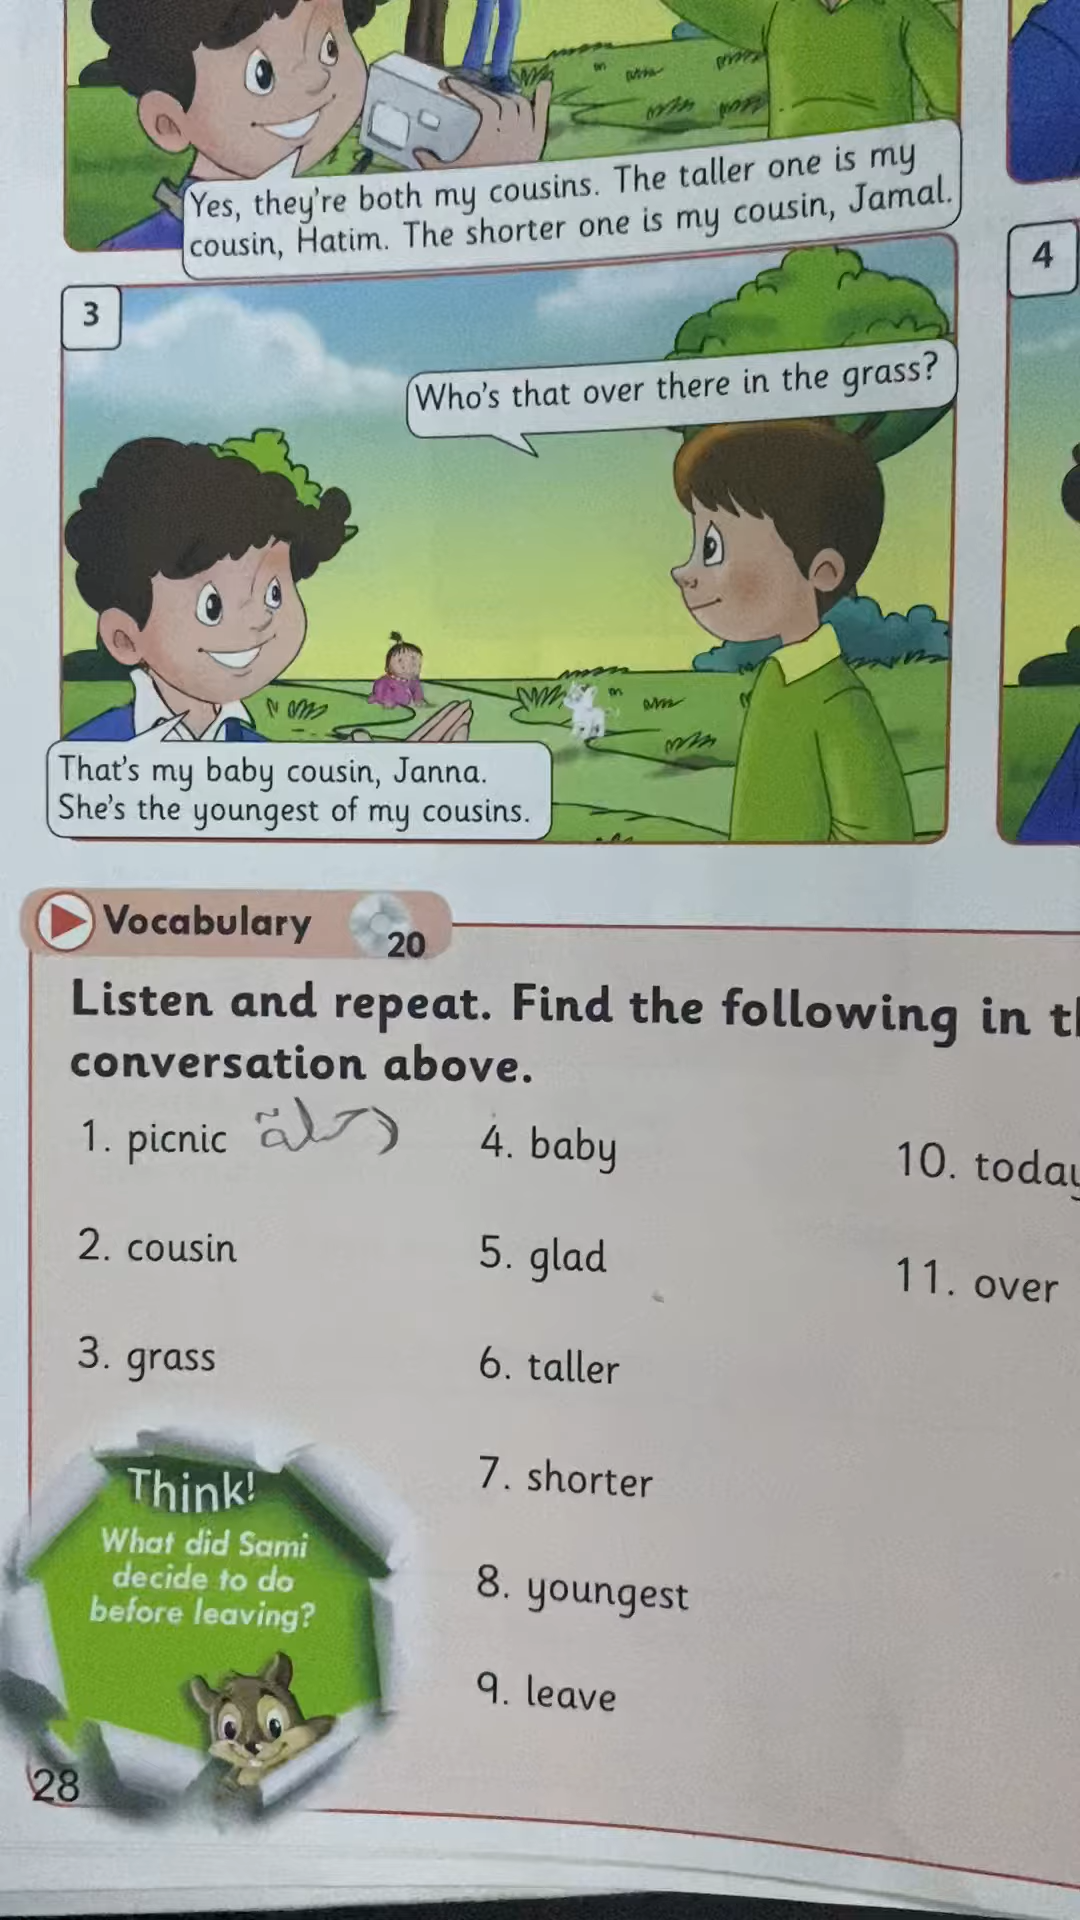 Yes, they're both my cousins. The taller one is my
cousin, Hatim. The shorter one is my cousin, Jamal.
3
4
Who's that over there in the grass?
That's my baby cousin, Janna.
She's the youngest of my cousins.
Vocabulary
20
Listen and repeat. Find the following in
conversation above.
1. picnic
2. cousin
3. grass
4. baby
5. glad
6. taller
7. shorter
8. youngest
9. leave
10. today
11. over
Think!
What did Sami
decide to do
before leaving?
28